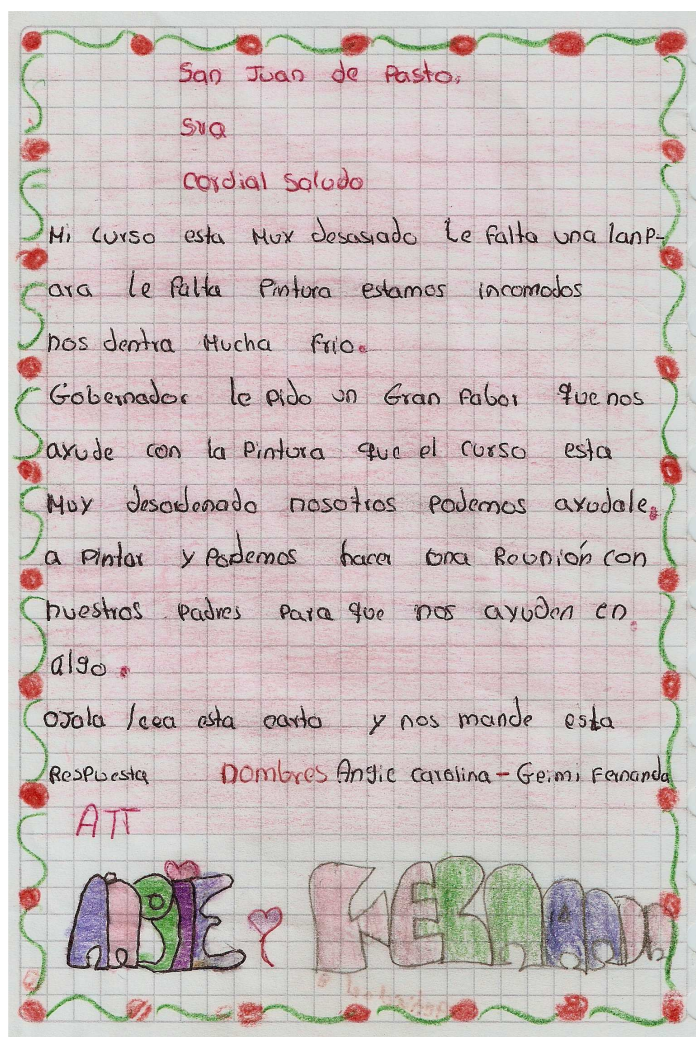 San Juan de Pasto.
Sra
Cordial Saludo
Mi curso esta Muy desasiado le falta una lanp-
ara le falta Pintura estamos incomodos
nos dentra Mucha frio.
Gobernador le pido un Gran fabor que nos
ayude con la Pintura que el curso esta
Muy desordenado nosotros podemos ayudale.
a Pintar y Podemos hacer una Reunión con
nuestros Padres Para que nos ayuden en.
algo.
Ojala leea esta carta y nos mande esta
Respuesta Nombres Angie Carolina - Geimi Fernanda
ATT
ANGIE y FERNANDA